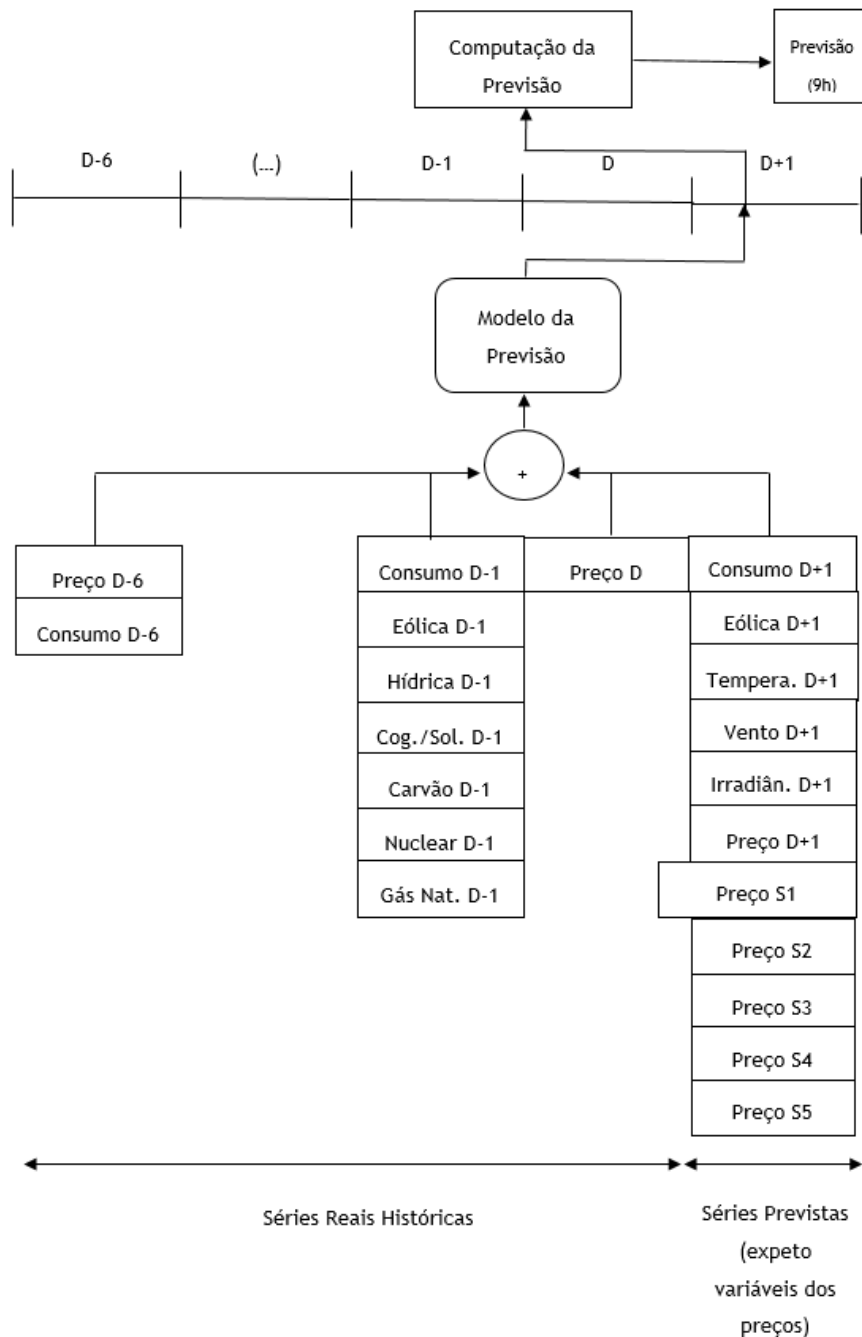 Computação da
Previsão
Previsão
(9h)
D-6
(...)
D-1
D
D+1
Modelo da
Previsão
+
Preço D-6
Consumo D-6
Consumo D-1
Eólica D-1
Hídrica D-1
Cog./Sol. D-1
Carvão D-1
Nuclear D-1
Gás Nat. D-1
Preço D
Consumo D+1
Eólica D+1
Tempera. D+1
Vento D+1
Irradiân. D+1
Preço D+1
Preço S1
Preço S2
Preço S3
Preço S4
Preço S5
Séries Reais Históricas
Séries Previstas
(expeto
variáveis dos
preços)